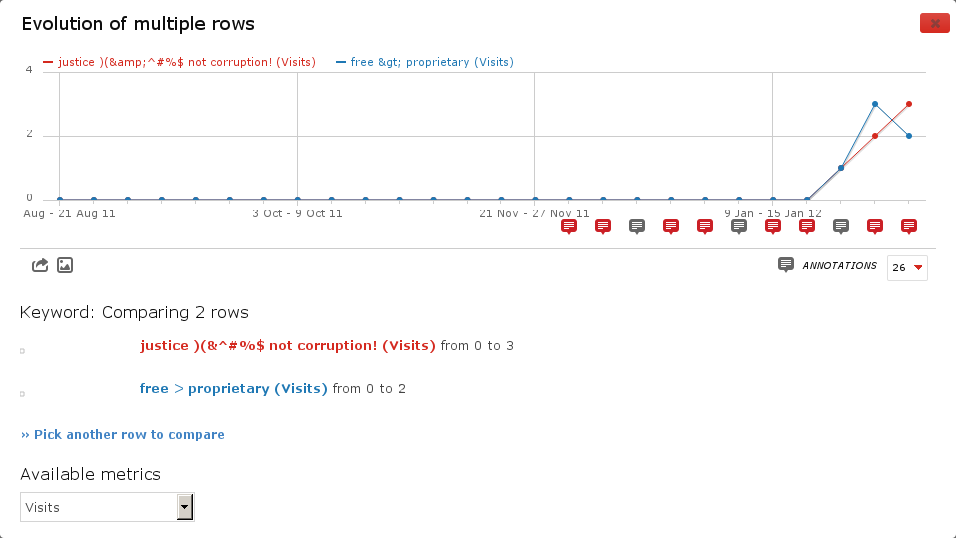 Evolution of multiple rows
justice )(&amp;^#%$ not corruption! (Visits) free &gt; proprietary (Visits)
4
2
0
Aug - 21 Aug 11 3 Oct - 9 Oct 11 21 Nov - 27 Nov 11 9 Jan - 15 Jan 12
ANNOTATIONS 26
Keyword: Comparing 2 rows
justice )(&^#%$ not corruption! (Visits) from 0 to 3
free > proprietary (Visits) from 0 to 2
» Pick another row to compare
Available metrics
Visits